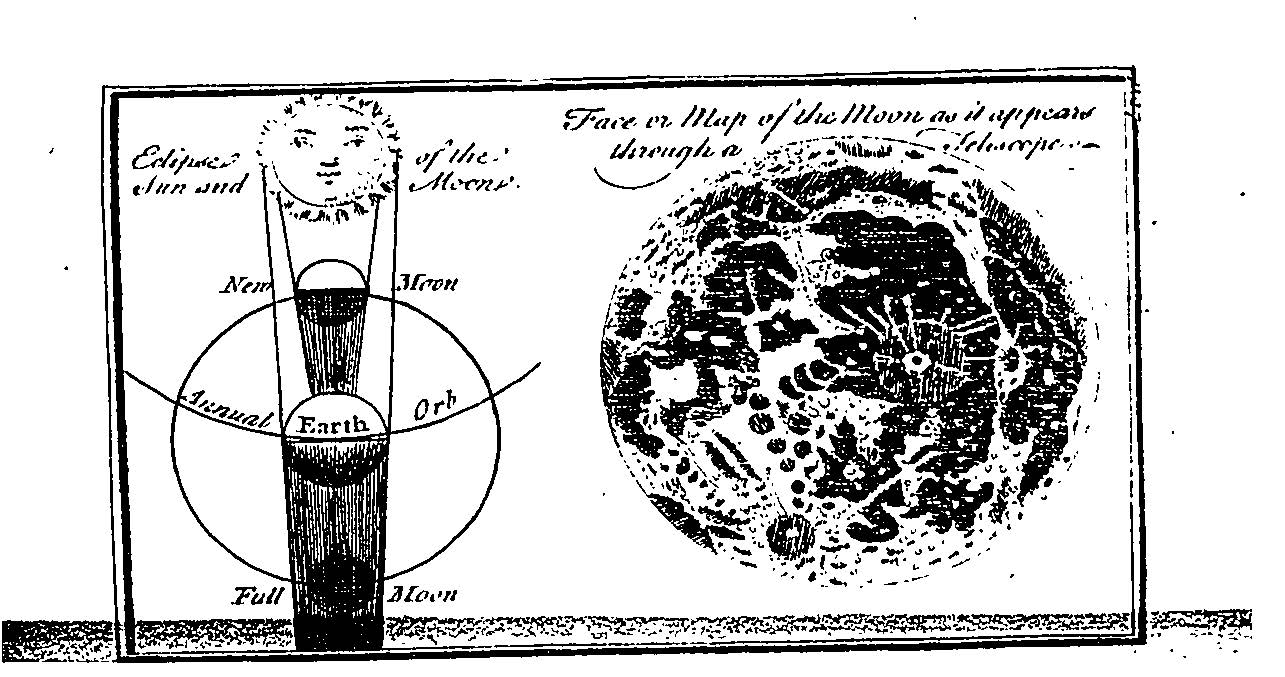 Eclipses of the
Sun and Moons.
New Moon
Annual Orb
Earth
Full Moon
Face or Map of the Moon as it appears
through a Teliscope